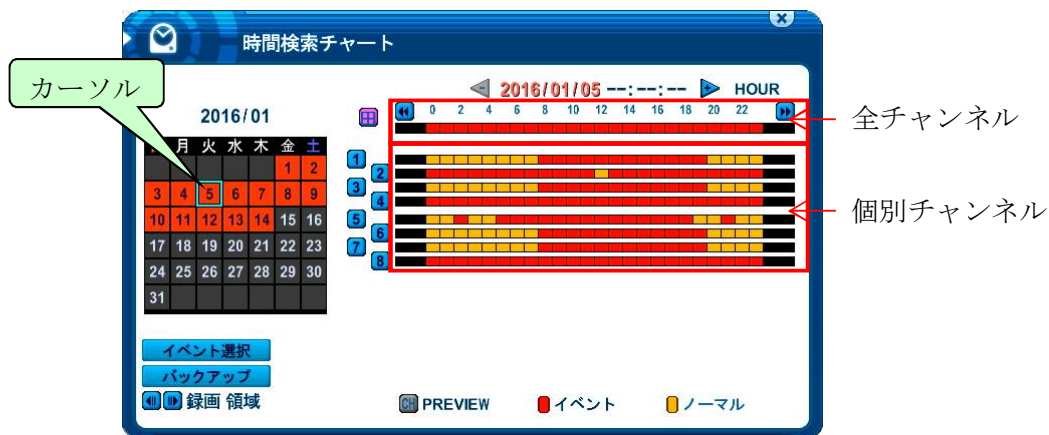 時間検索チャート
カーソル
2016/01/05 --:--:-- HOUR
2016/01
0 2 4 6 8 10 12 14 16 18 20 22
全チャンネル
月 火 水 木 金 土
1 2
3 4 5 6 7 8 9
10 11 12 13 14 15 16
17 18 19 20 21 22 23
24 25 26 27 28 29 30
31
1
2
3
4
5
6
7
8
個別チャンネル
イベント選択
バックアップ
録画 領域
CH PREVIEW
イベント
ノーマル